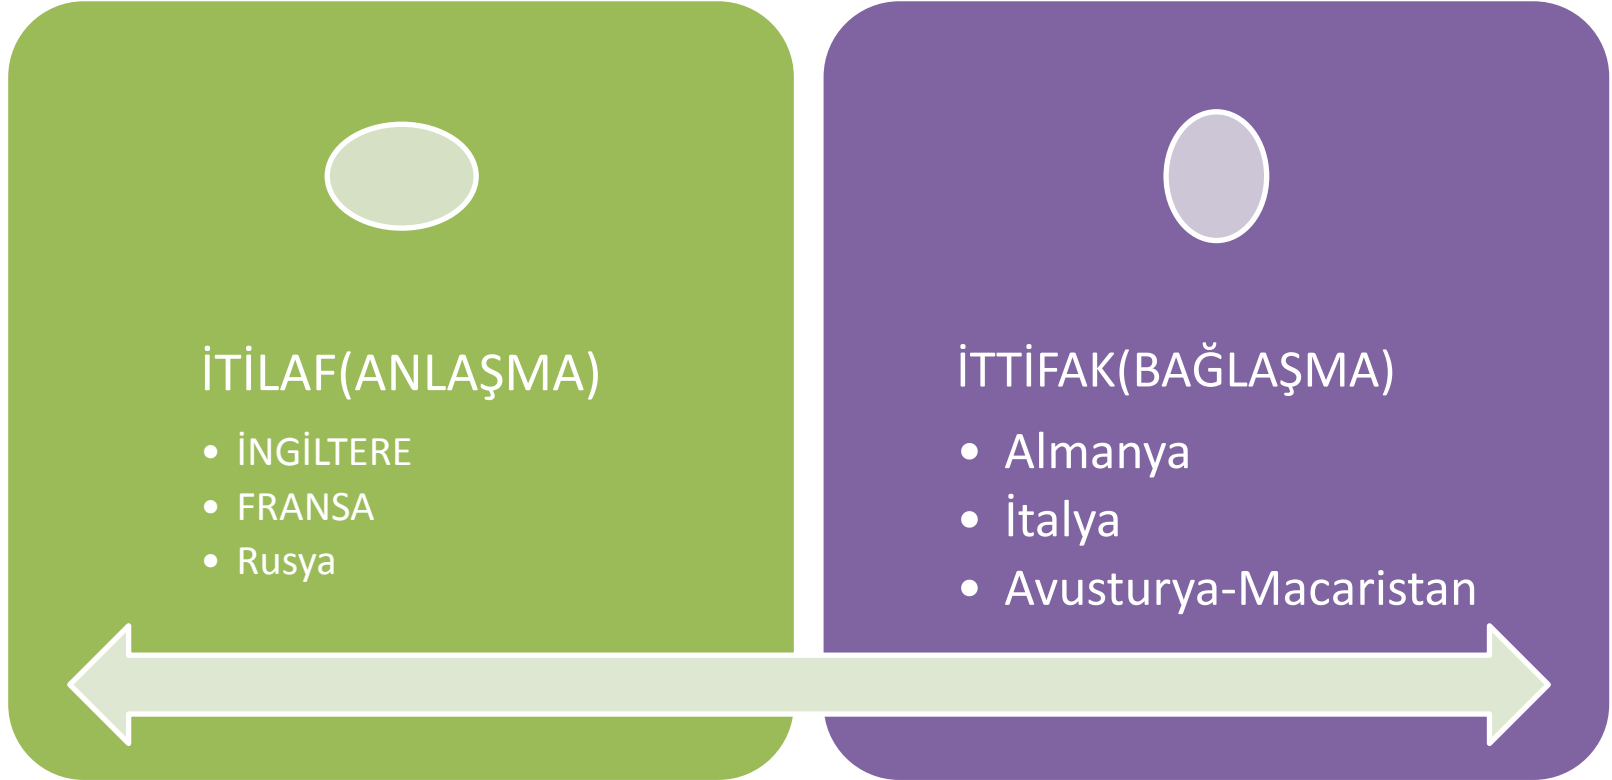 İTİLAF(ANLAŞMA)
• İNGİLTERE
• FRANSA
• Rusya
İTTİFAK(BAĞLAŞMA)
• Almanya
• İtalya
• Avusturya-Macaristan